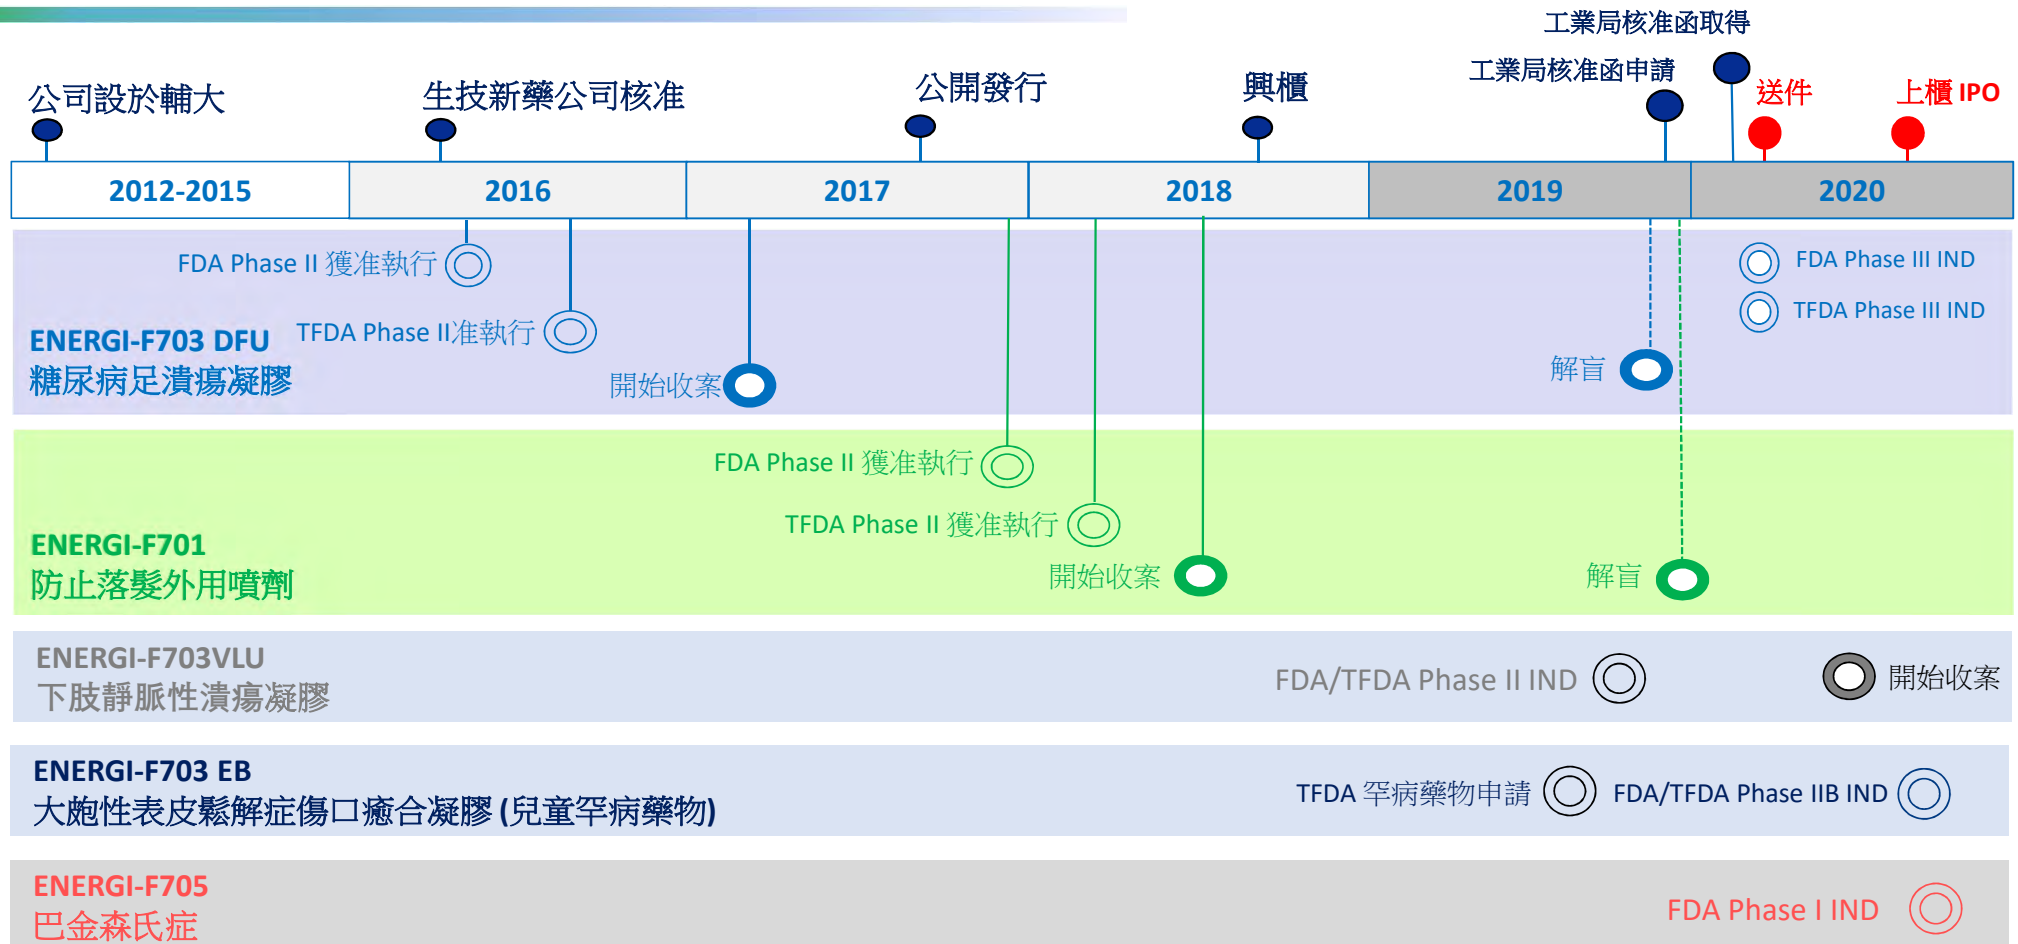 工業局核准函取得
工業局核准函申請
公司設於輔大
生技新藥公司核准
公開發行
興櫃
送件
上櫃 IPO
2012-2015
2016
2017
2018
2019
2020
FDA Phase II 獲准執行
FDA Phase III IND
TFDA Phase III IND
ENERGI-F703 DFU
TFDA Phase II准執行
糖尿病足潰瘍凝膠
開始收案
解盲
FDA Phase II 獲准執行
TFDA Phase II 獲准執行
ENERGI-F701
防止落髮外用噴劑
開始收案
解盲
ENERGI-F703VLU
下肢靜脈性潰瘍凝膠
FDA/TFDA Phase II IND
開始收案
ENERGI-F703 EB
大皰性表皮鬆解症傷口癒合凝膠 (兒童罕病藥物)
TFDA 罕病藥物申請
FDA/TFDA Phase IIB IND
ENERGI-F705
巴金森氏症
FDA Phase I IND